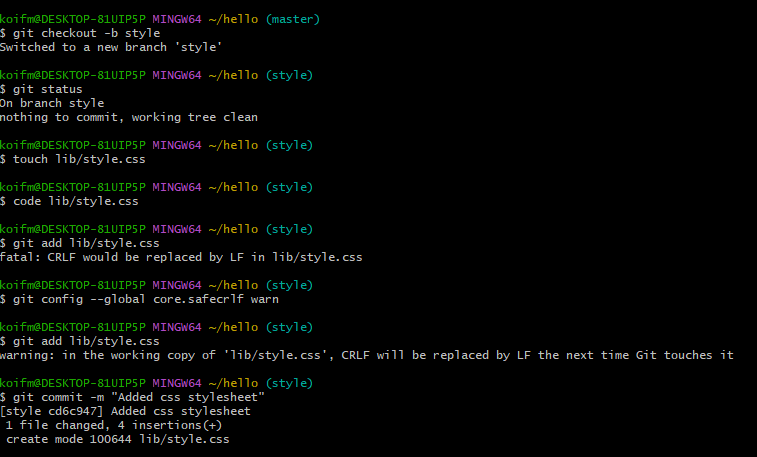 koifm@DESKTOP-81UIP5P MINGW64 ~/hello (master)
$ git checkout -b style
Switched to a new branch 'style'
koifm@DESKTOP-81UIP5P MINGW64 ~/hello (style)
$ git status
On branch style
nothing to commit, working tree clean
koifm@DESKTOP-81UIP5P MINGW64 ~/hello (style)
$ touch lib/style.css
koifm@DESKTOP-81UIP5P MINGW64 ~/hello (style)
$ code lib/style.css
koifm@DESKTOP-81UIP5P MINGW64 ~/hello (style)
$ git add lib/style.css
fatal: CRLF would be replaced by LF in lib/style.css
koifm@DESKTOP-81UIP5P MINGW64 ~/hello (style)
$ git config --global core.safecrlf warn
koifm@DESKTOP-81UIP5P MINGW64 ~/hello (style)
$ git add lib/style.css
warning: in the working copy of 'lib/style.css', CRLF will be replaced by LF the next time Git touches it
koifm@DESKTOP-81UIP5P MINGW64 ~/hello (style)
$ git commit -m "Added css stylesheet"
[style cd6c947] Added css stylesheet
1 file changed, 4 insertions(+)
create mode 100644 lib/style.css